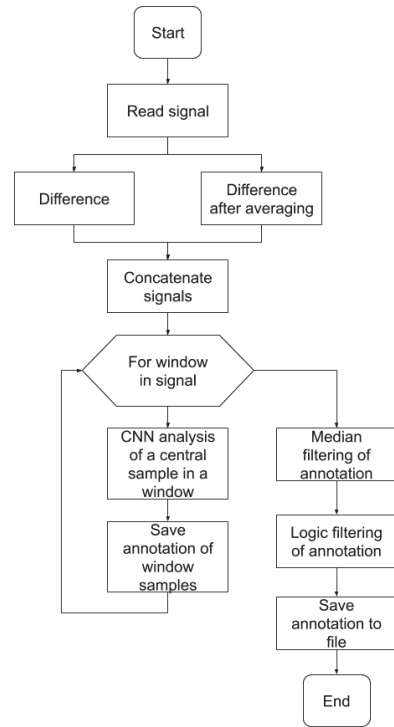 Start
Read signal
Difference
Difference
after averaging
Concatenate
signals
For window
in signal
CNN analysis
of a central
sample in a
window
Save
annotation of
window
samples
Median
filtering of
annotation
Logic filtering
of annotation
Save
annotation to
file
End